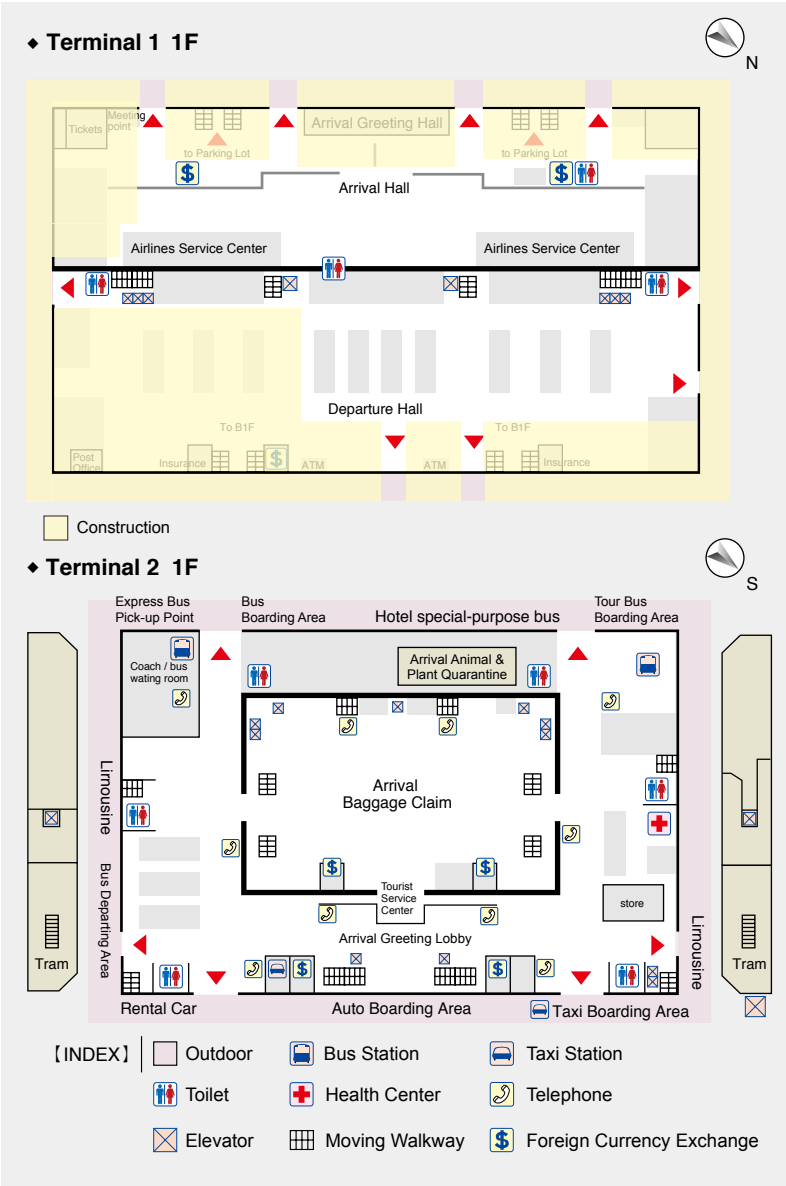 ◆ Terminal 1 1F
N
Tickets
Meeting
point
to Parking Lot
Arrival Greeting Hall
to Parking Lot
Arrival Hall
Airlines Service Center
Airlines Service Center
Departure Hall
To B1F
To B1F
Post
Office
Insurance
ATM
ATM
Insurance
Construction
◆ Terminal 2 1F
S
Express Bus
Pick-up Point
Bus
Boarding Area
Hotel special-purpose bus
Tour Bus
Boarding Area
Coach / bus
wating room
Arrival Animal &
Plant Quarantine
Limousine
Arrival
Baggage Claim
Bus Departing Area
Tourist
Service
Center
store
Arrival Greeting Lobby
Limousine
Tram
Tram
Rental Car
Auto Boarding Area
Taxi Boarding Area
【INDEX】
Outdoor
Bus Station
Taxi Station
Toilet
Health Center
Telephone
Elevator
Moving Walkway
Foreign Currency Exchange